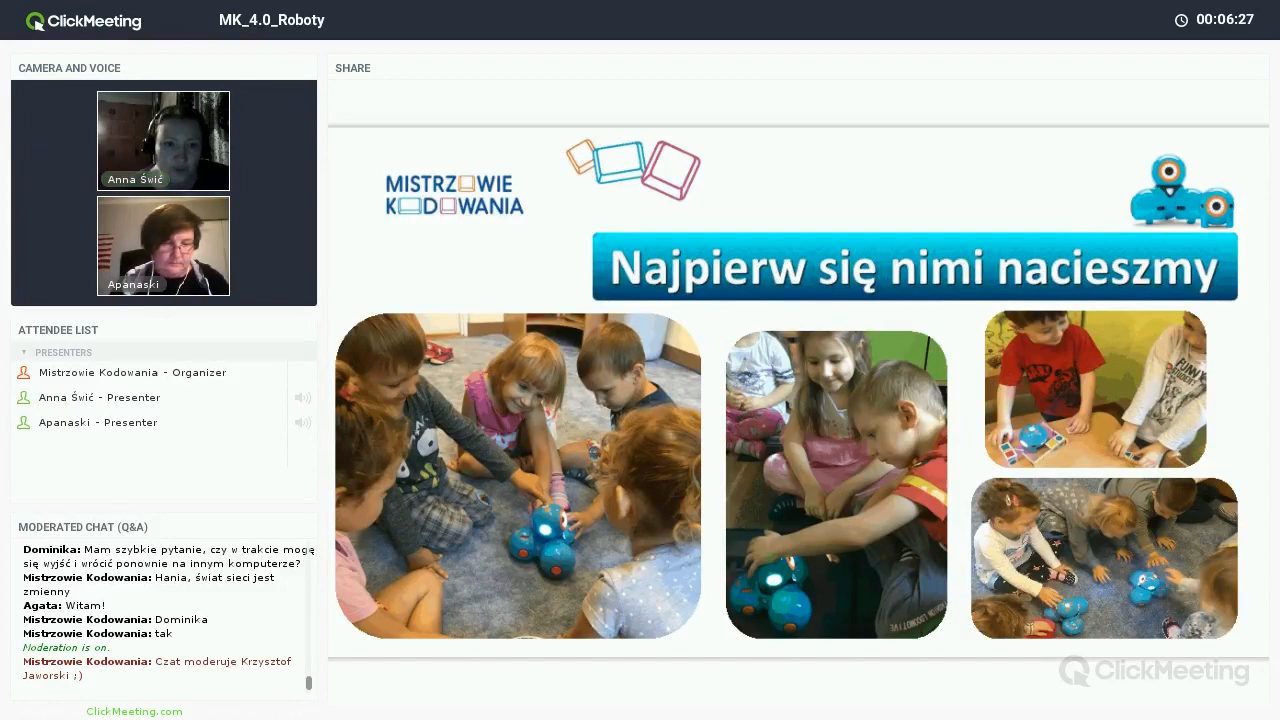 ClickMeeting
MK_4.0_Roboty
00:06:27
CAMERA AND VOICE
Anna Świć
Apanaski
ATTENDEE LIST
PRESENTERS
Mistrzowie Kodowania - Organizer
Anna Świć - Presenter
Apanaski - Presenter
MODERATED CHAT (Q&A)
Dominika: Mam szybkie pytanie, czy w trakcie mogę
się wyjść i wrócić ponownie na innym komputerze?
Mistrzowie Kodowania: Hania, świat sieci jest
zmienny
Agata: Witam!
Mistrzowie Kodowania: Dominika
Mistrzowie Kodowania: tak
Moderation is on.
Mistrzowie Kodowania: Czat moderuje Krzysztof
Jaworski ;)
ClickMeeting.com
SHARE
MISTRZOWIE
KODOWANIA
Najpierw się nimi nacieszmy
ClickMeeting